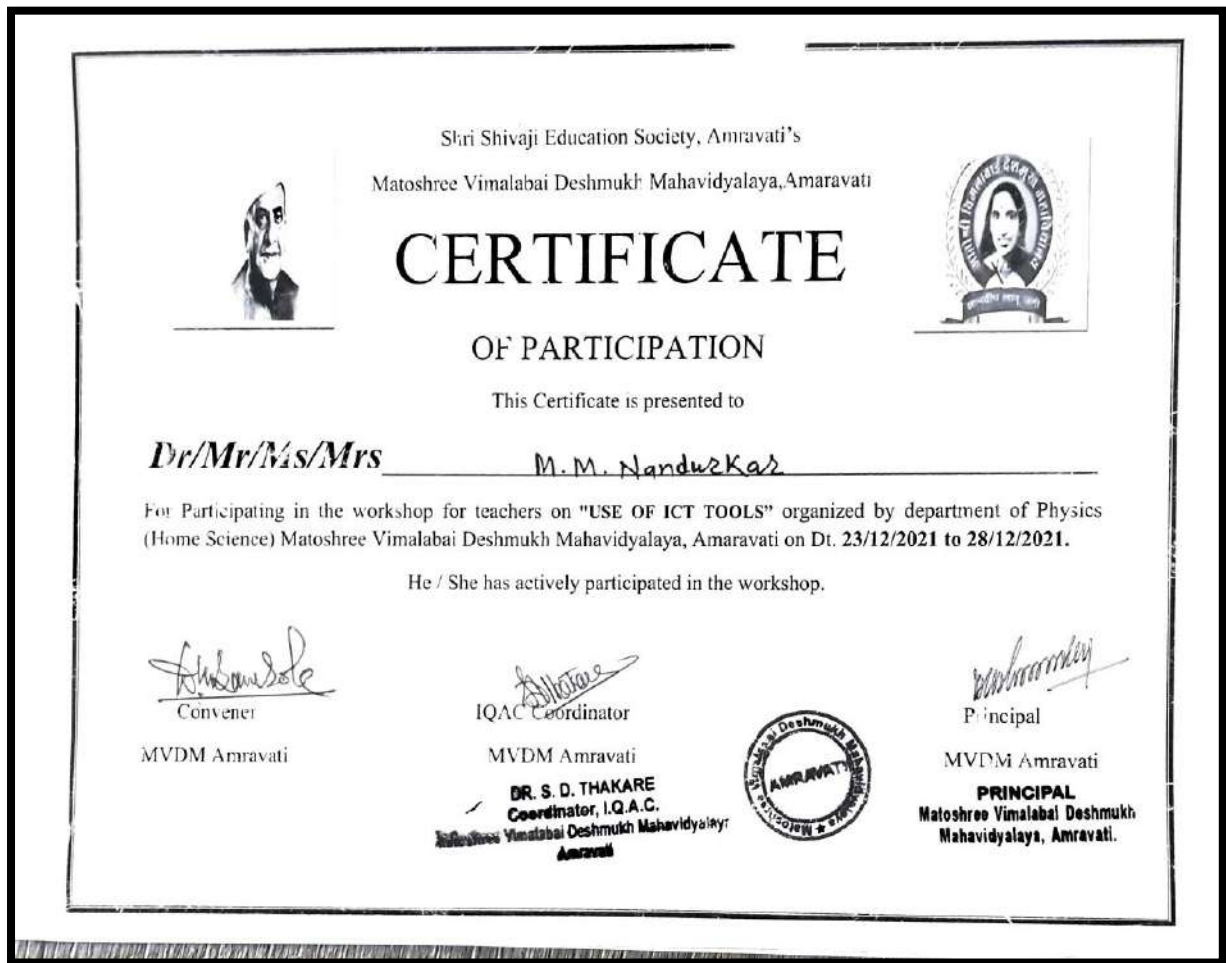 Shri Shivaji Education Society, Amravati's
Matoshree Vimalabai Deshmukh Mahavidyalaya,Amaravati
CERTIFICATE
OF PARTICIPATION
This Certificate is presented to
Dr/Mr/Ms/Mrs M.M. Nandurkar
For Participating in the workshop for teachers on "USE OF ICT TOOLS" organized by department of Physics
(Home Science) Matoshree Vimalabai Deshmukh Mahavidyalaya, Amaravati on Dt. 23/12/2021 to 28/12/2021.
He / She has actively participated in the workshop.
Convener
MVDM Amravati
IQAC Coordinator
MVDM Amravati
DR. S. D. THAKARE
Coordinator, I.Q.A.C.
Vimalabai Deshmukh Mahavidyalay
Amravati
Matoshree Vimalabai Deshmukh Mahavidyalaya ★
AMRAVATI
Principal
MVDM Amravati
PRINCIPAL
Matoshree Vimalabai Deshmukh
Mahavidyalaya, Amravati.